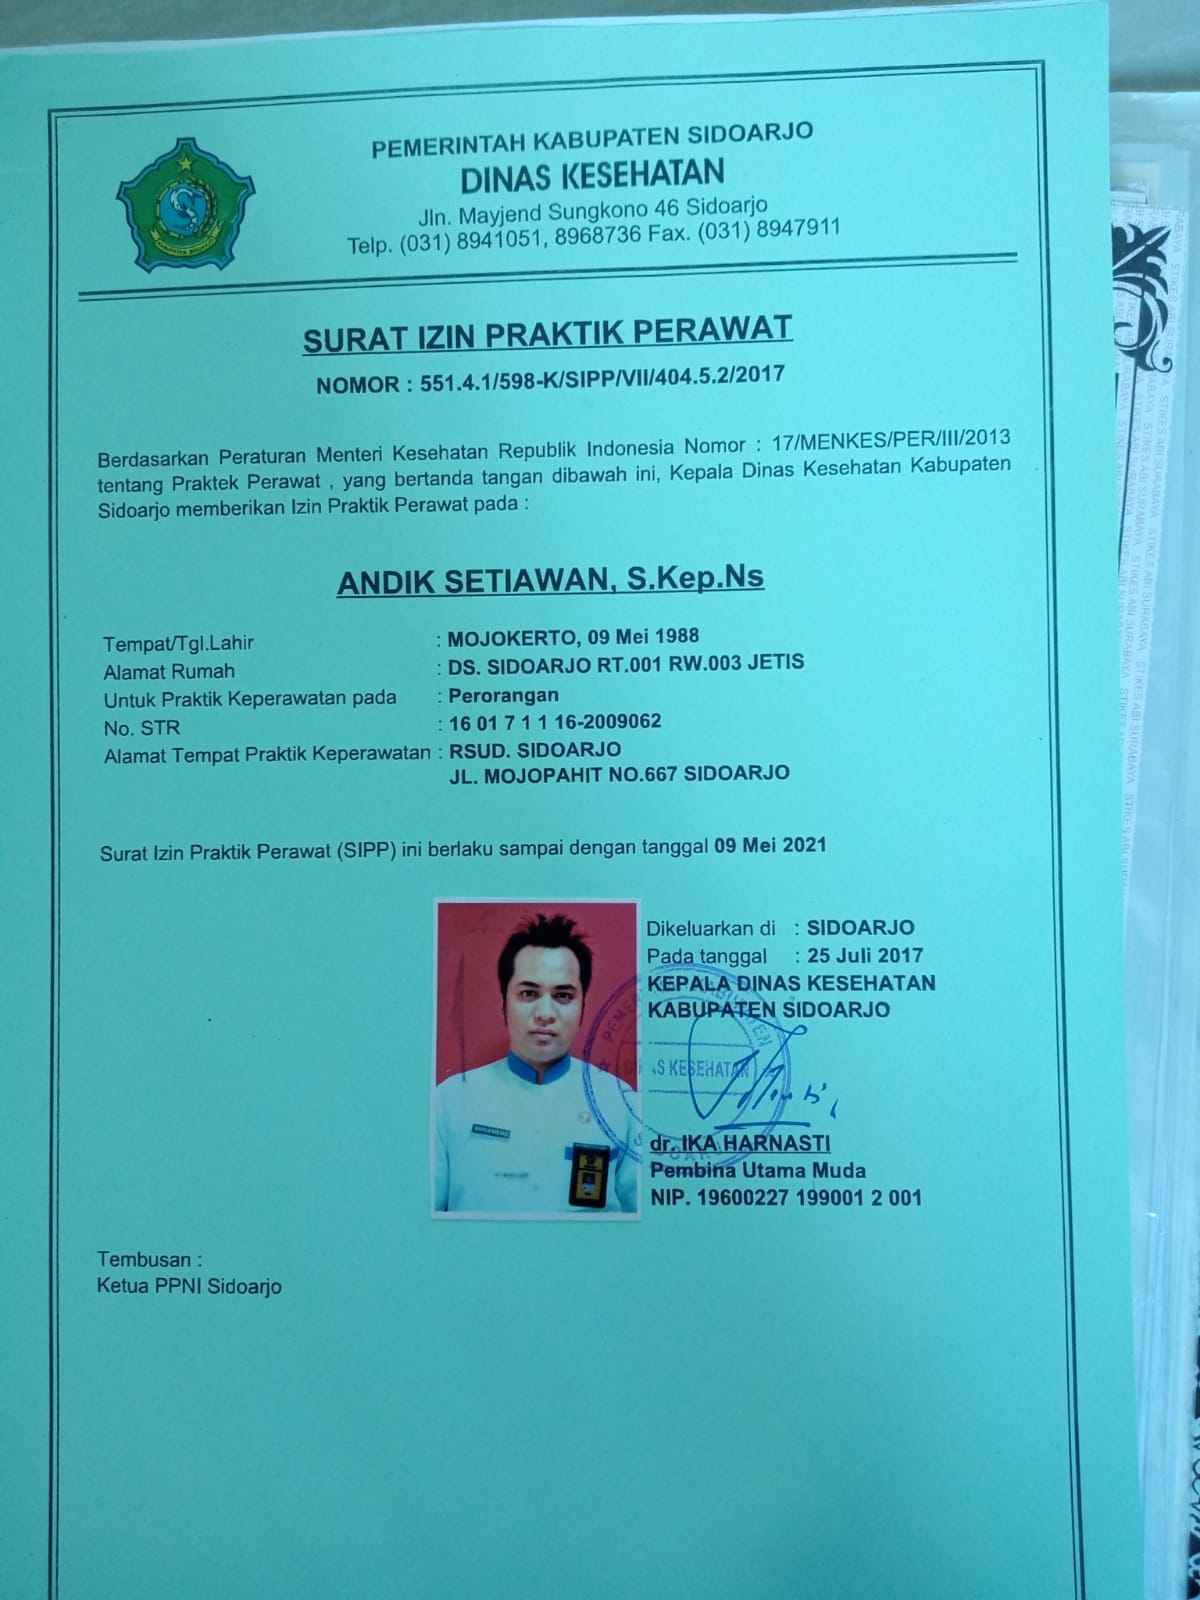 PEMERINTAH KABUPATEN SIDOARJO
DINAS KESEHATAN
Jln. Mayjend Sungkono 46 Sidoarjo
Telp. (031) 8941051, 8968736 Fax. (031) 8947911
SURAT IZIN PRAKTIK PERAWAT
NOMOR : 551.4.1/598-K/SIPP/VII/404.5.2/2017
Berdasarkan Peraturan Menteri Kesehatan Republik Indonesia Nomor : 17/MENKES/PER/III/2013
tentang Praktek Perawat , yang bertanda tangan dibawah ini, Kepala Dinas Kesehatan Kabupaten
Sidoarjo memberikan Izin Praktik Perawat pada :
ANDIK SETIAWAN, S.Kep.Ns
Tempat/Tgl.Lahir : MOJOKERTO, 09 Mei 1988
Alamat Rumah : DS. SIDOARJO RT.001 RW.003 JETIS
Untuk Praktik Keperawatan pada : Perorangan
No. STR : 16 01 7 1 1 16-2009062
Alamat Tempat Praktik Keperawatan : RSUD. SIDOARJO
JL. MOJOPAHIT NO.667 SIDOARJO
Surat Izin Praktik Perawat (SIPP) ini berlaku sampai dengan tanggal 09 Mei 2021
Dikeluarkan di : SIDOARJO
Pada tanggal : 25 Juli 2017
KEPALA DINAS KESEHATAN
KABUPATEN SIDOARJO
dr. IKA HARNASTI
Pembina Utama Muda
NIP. 19600227 199001 2 001
Tembusan :
Ketua PPNI Sidoarjo
STIKES ABI SURABAYA